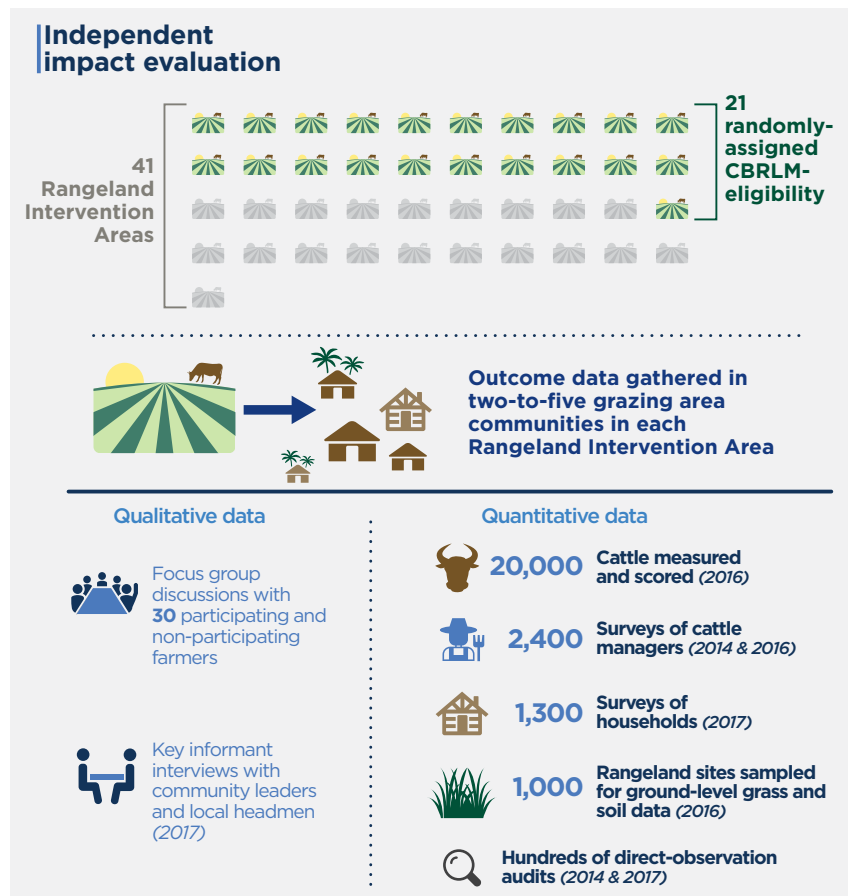 Independent
impact evaluation
41
Rangeland
Intervention
Areas
21
randomly-
assigned
CBRLM-
eligibility
Outcome data gathered in
two-to-five grazing area
communities in each
Rangeland Intervention Area
Qualitative data
Focus group
discussions with
30 participating and
non-participating
farmers
Key informant
interviews with
community leaders
and local headmen
(2017)
Quantitative data
20,000 Cattle measured
and scored (2016)
2,400 Surveys of cattle
managers (2014 & 2016)
1,300 Surveys of
households (2017)
1,000 Rangeland sites sampled
for ground-level grass and
soil data (2016)
Hundreds of direct-observation
audits (2014 & 2017)